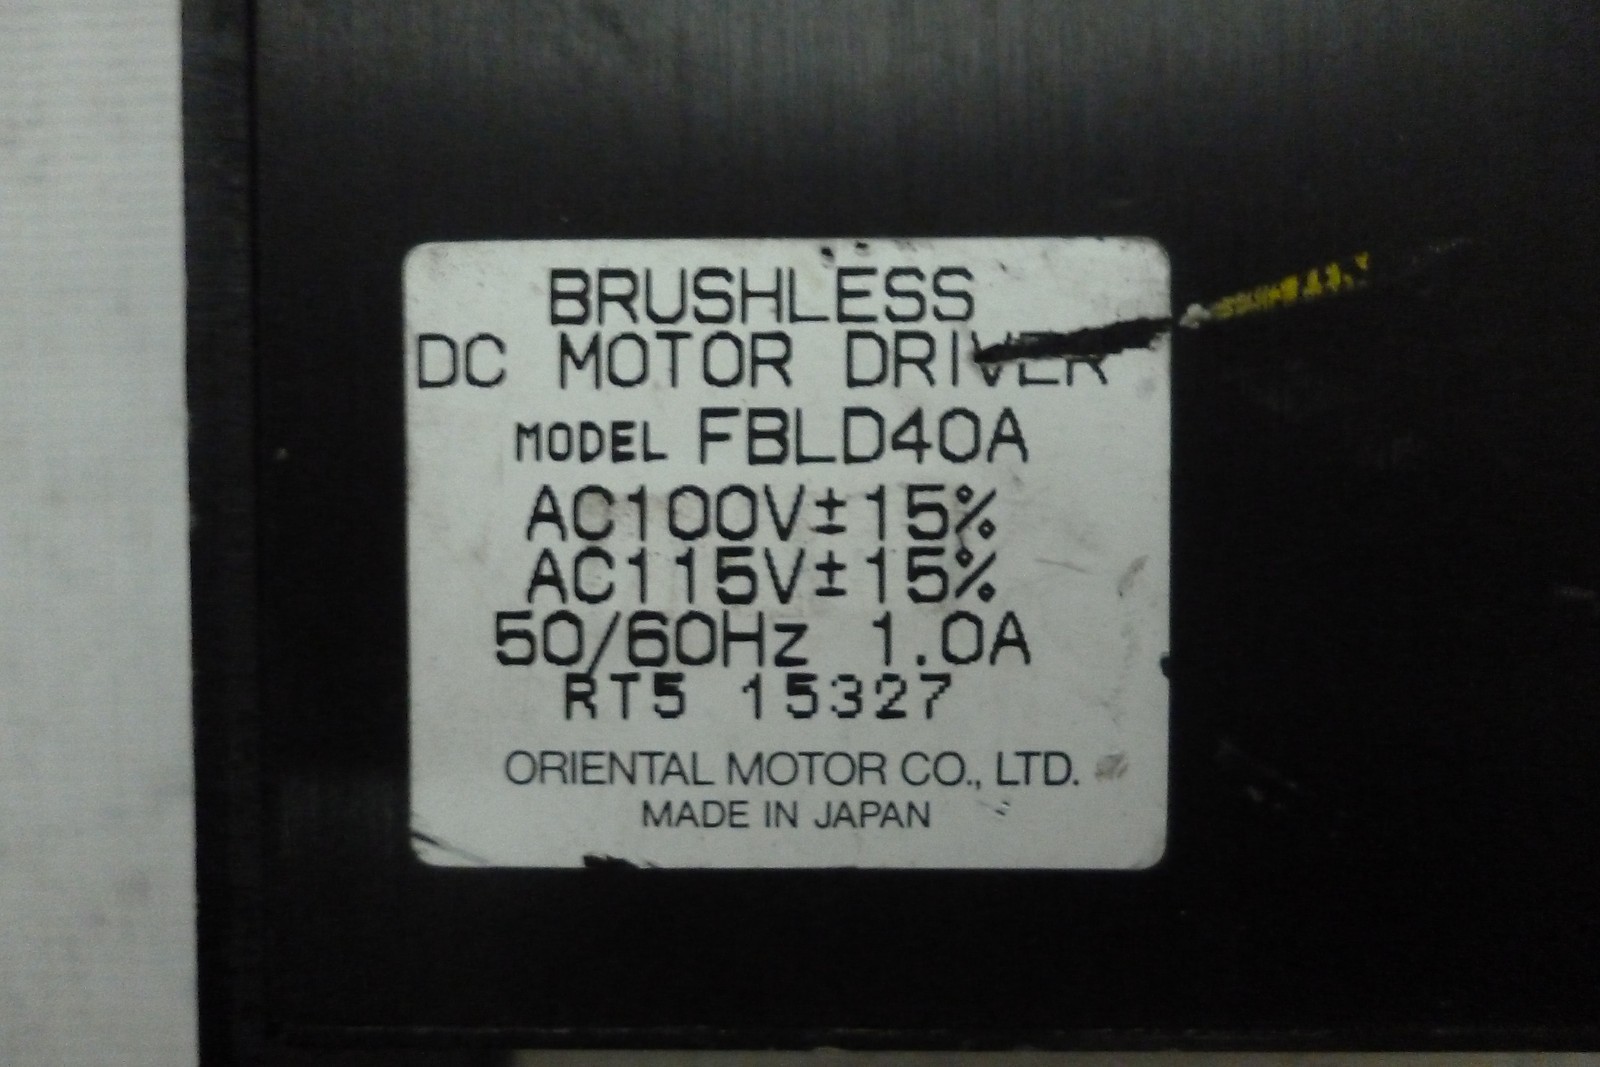 BRUSHLESS
DC MOTOR DRIVER
MODEL FBLD40A
AC100V±15%
AC115V±15%
50/60Hz 1.0A
RT5 15327
ORIENTAL MOTOR CO., LTD.
MADE IN JAPAN